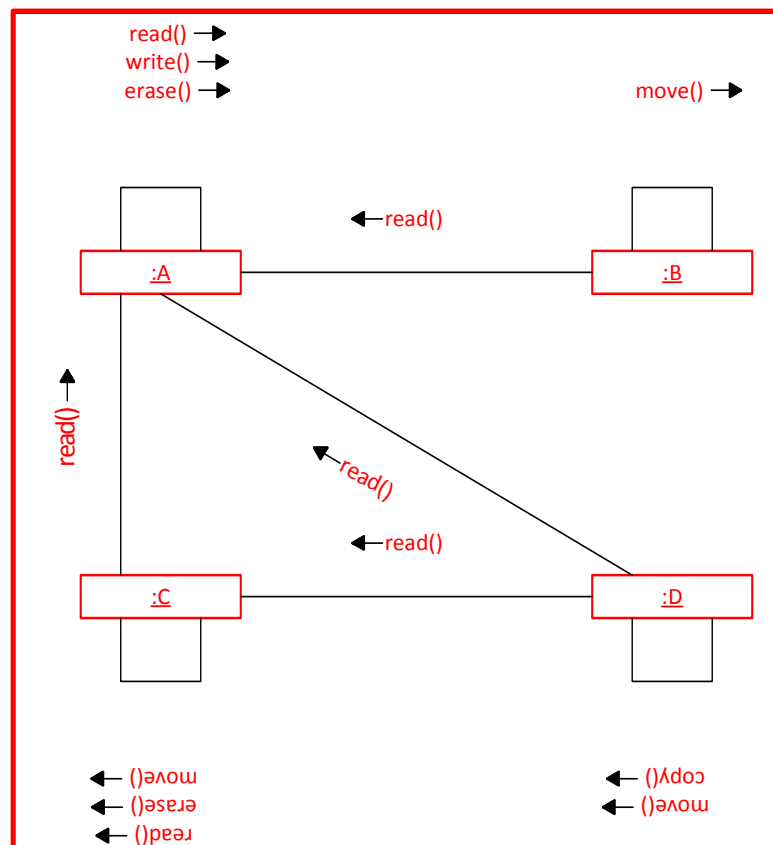 read()
write()
erase()
move()
read()
:A
:B
read()
read()
read()
:C
:D
move()
erase()
read()
copy()
move()